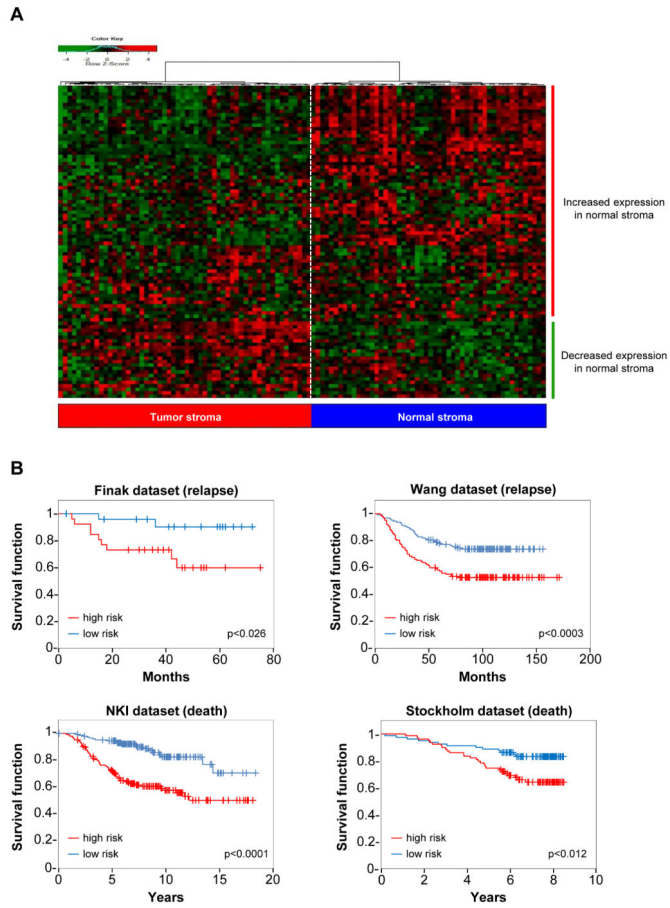 A
Color Key
-4 -2 0 2 4
Row Z-Score
Increased expression
in normal stroma
Decreased expression
in normal stroma
Tumor stroma
Normal stroma
B
Finak dataset (relapse)
Survival function
1
0.8
0.6
0.4
0.2
0
high risk
low risk
p<0.026
0 20 40 60 80
Months
Wang dataset (relapse)
Survival function
1
0.8
0.6
0.4
0.2
0
high risk
low risk
p<0.0003
0 50 100 150 200
Months
NKI dataset (death)
Survival function
1
0.8
0.6
0.4
0.2
0
high risk
low risk
p<0.0001
0 5 10 15 20
Years
Stockholm dataset (death)
Survival function
1
0.8
0.6
0.4
0.2
0
high risk
low risk
p<0.012
0 2 4 6 8 10
Years